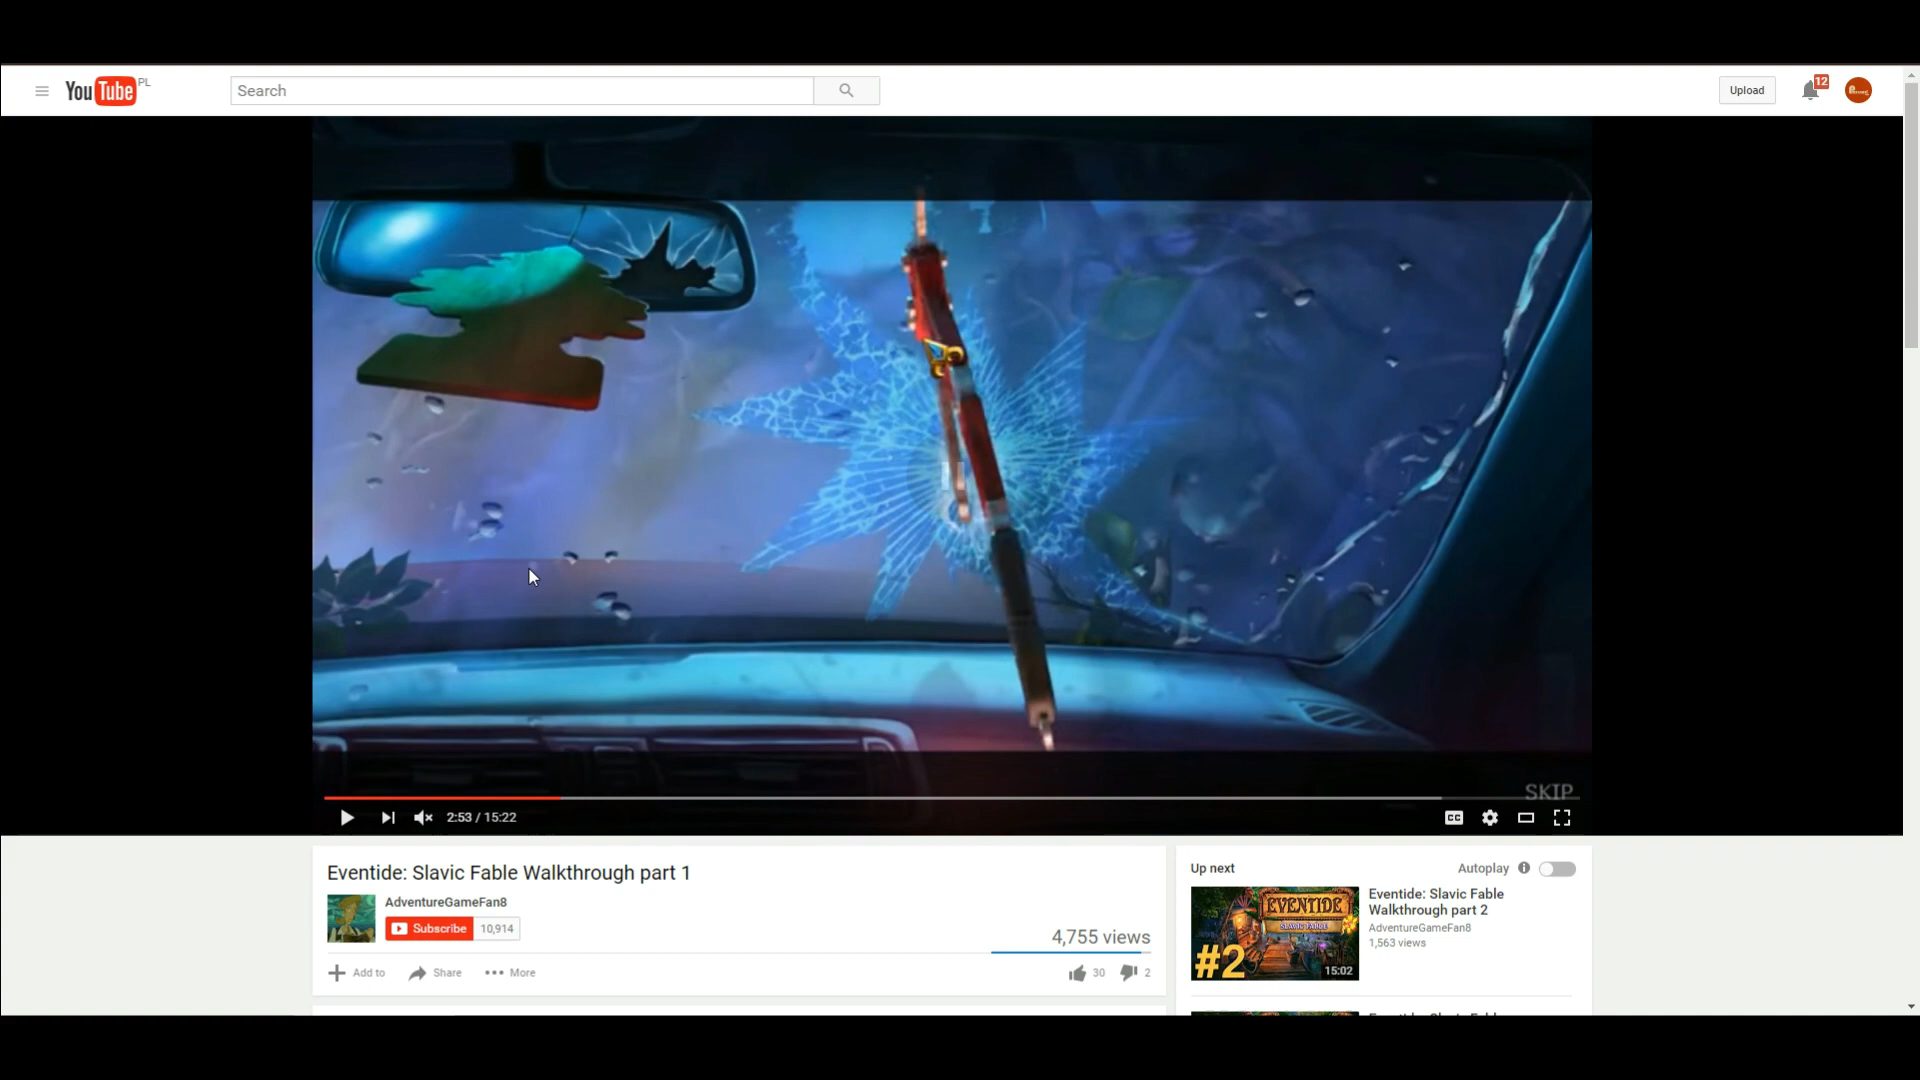 YouTube PL
Search
Upload
12
SKIP
2:53 / 15:22
CC
Eventide: Slavic Fable Walkthrough part 1
AdventureGameFan8
Subscribe 10,914
4,755 views
Add to
Share
More
30
2
Up next
Autoplay
EVENTIDE
SLAVIC FABLE
#2
15:02
Eventide: Slavic Fable
Walkthrough part 2
AdventureGameFan8
1,563 views